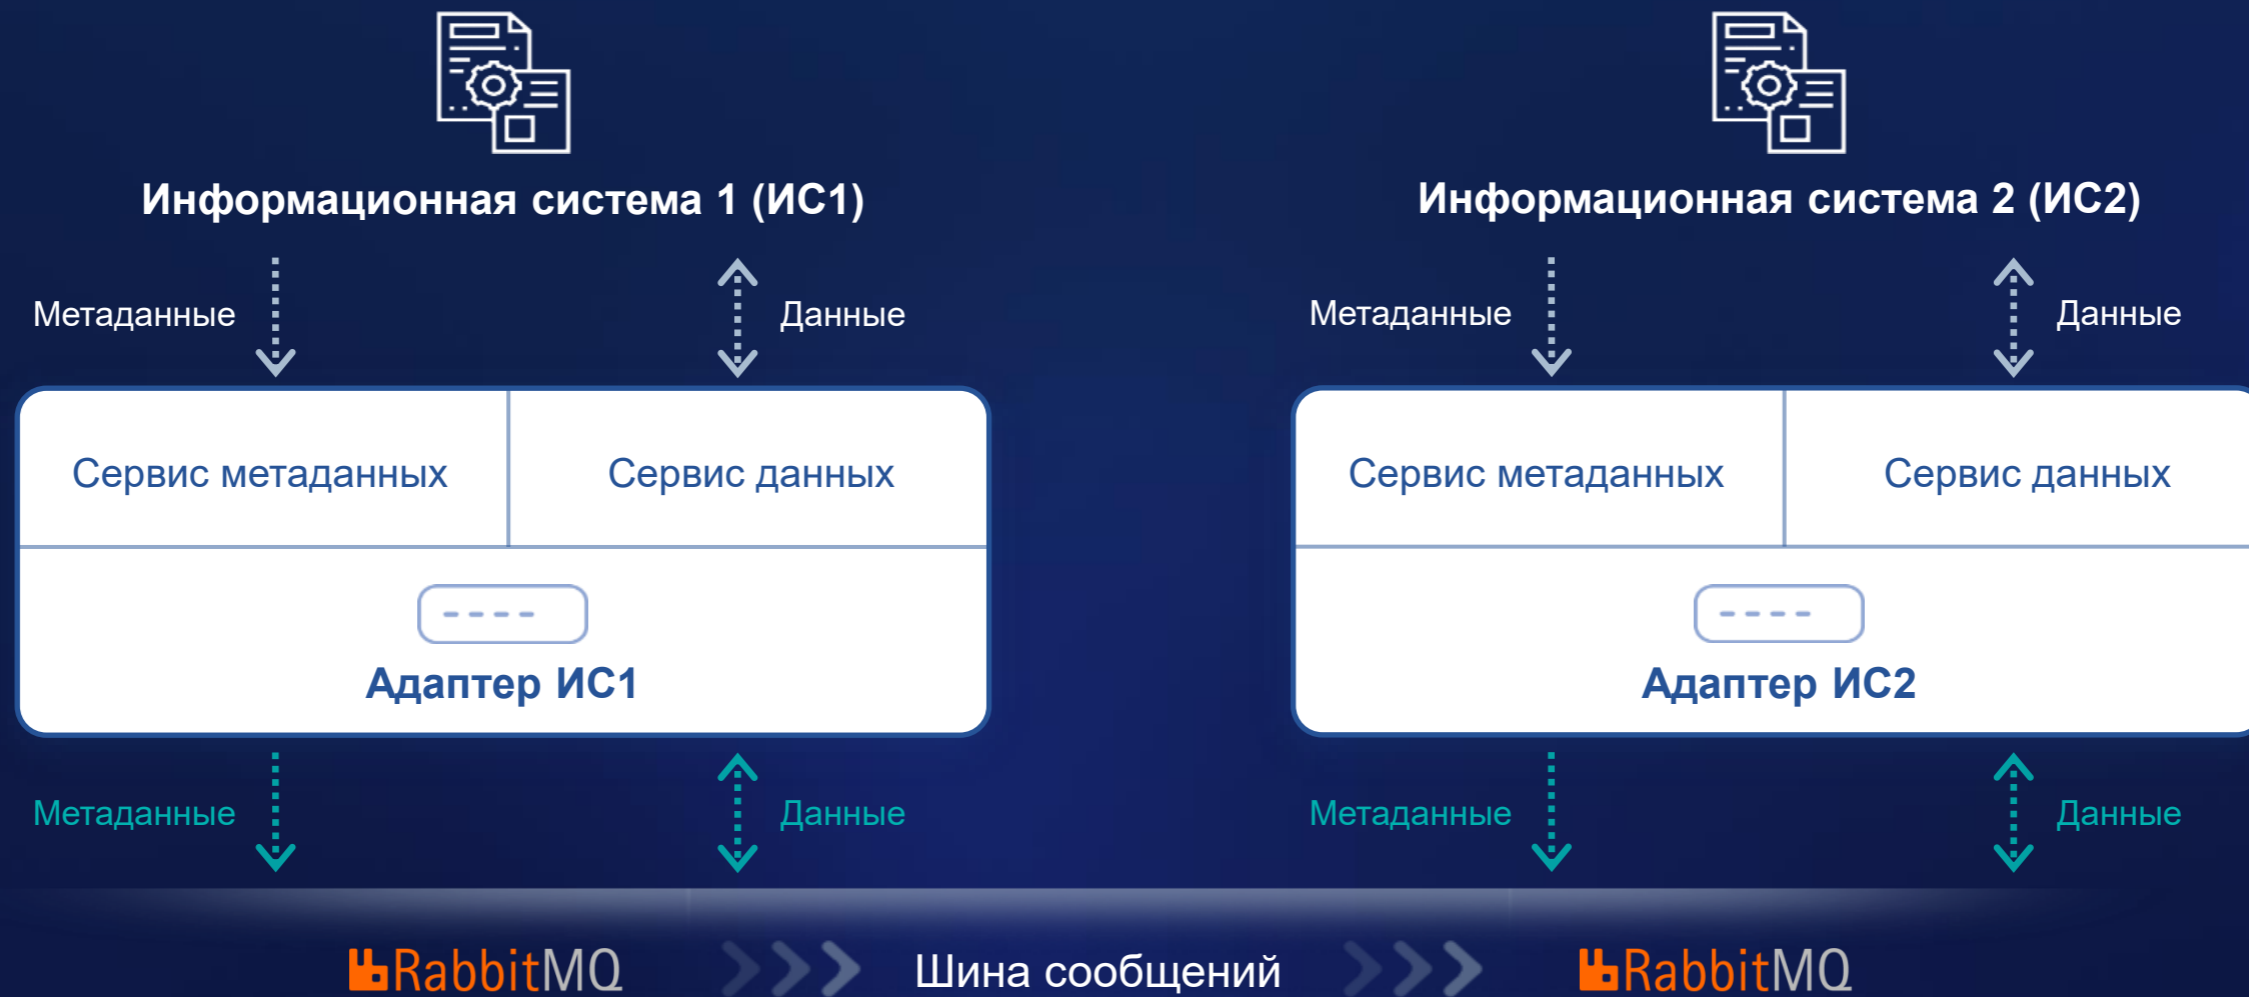 Информационная система 1 (ИС1)
Информационная система 2 (ИС2)
Метаданные
Данные
Метаданные
Данные
Сервис метаданных
Сервис данных
Сервис метаданных
Сервис данных
Адаптер ИС1
Адаптер ИС2
Метаданные
Данные
Метаданные
Данные
RabbitMQ
Шина сообщений
RabbitMQ